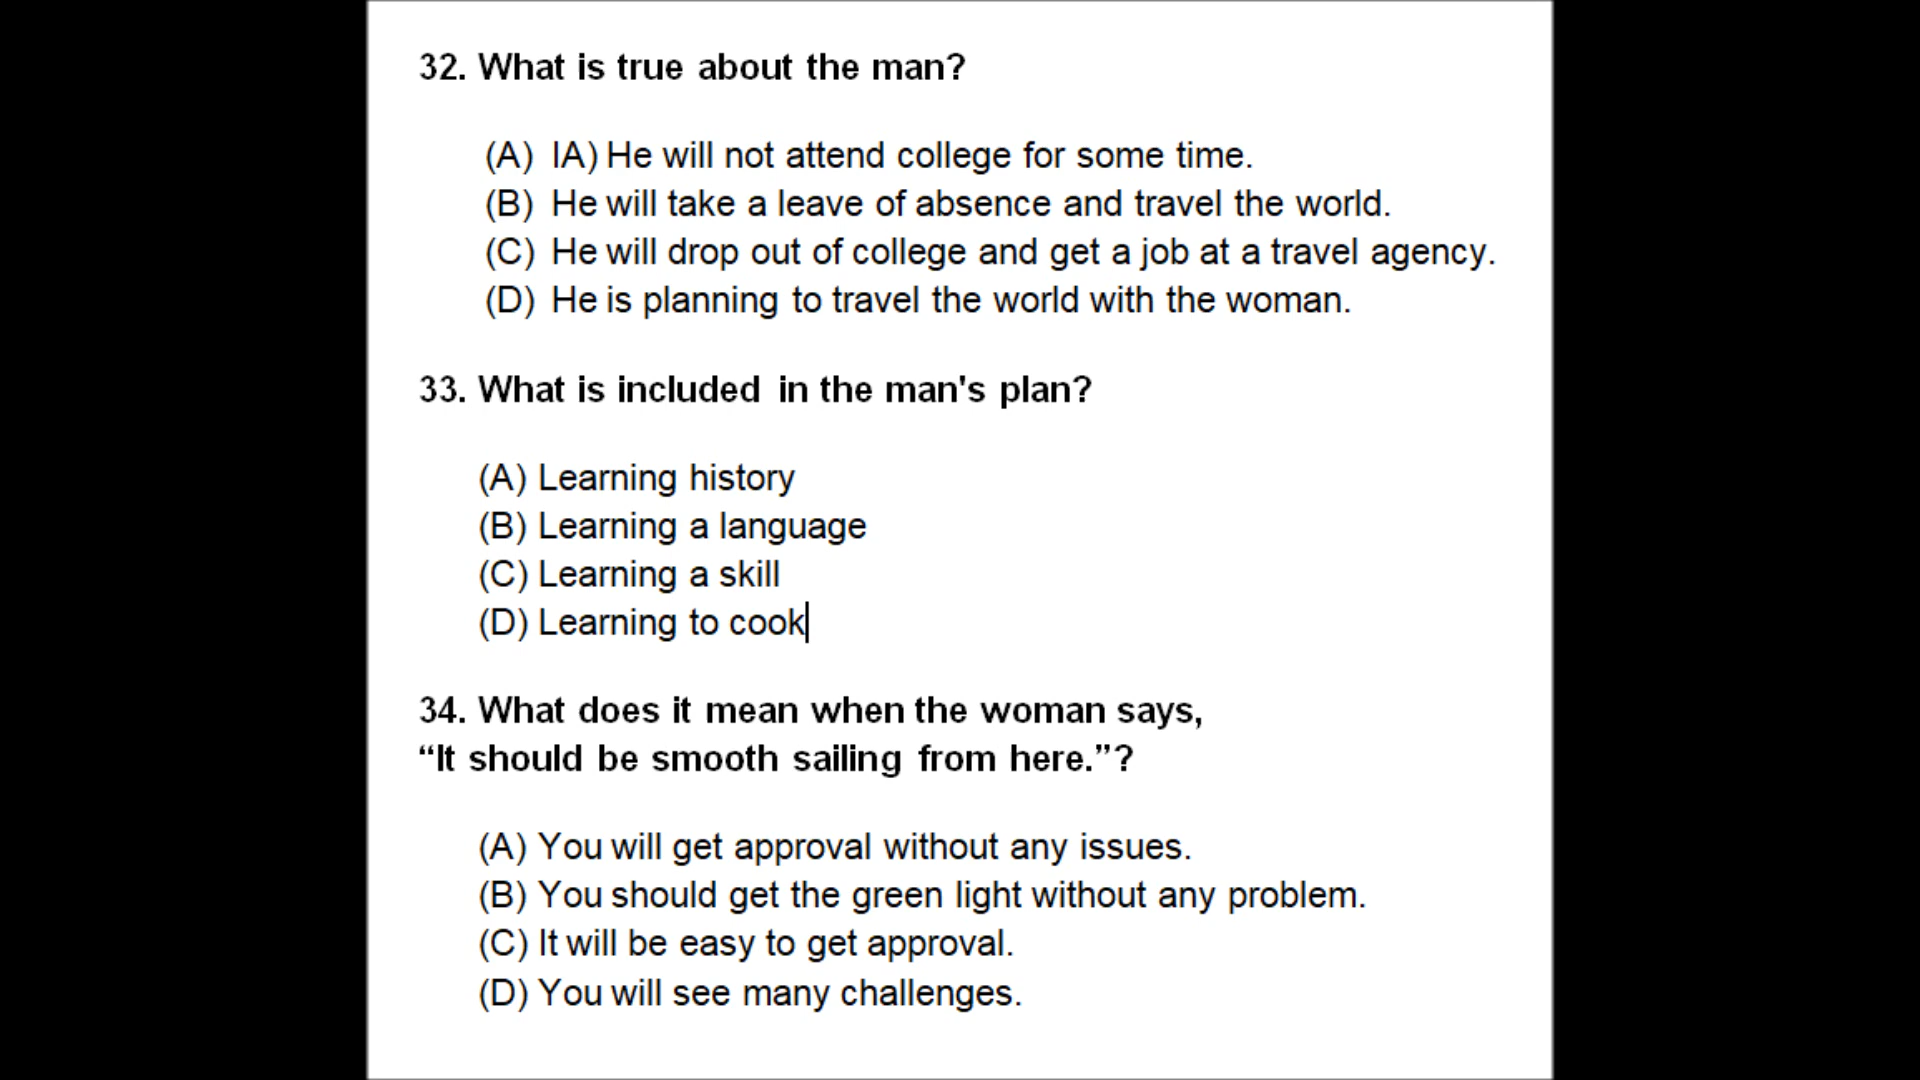 32. What is true about the man?
(A) IA) He will not attend college for some time.
(B) He will take a leave of absence and travel the world.
(C) He will drop out of college and get a job at a travel agency.
(D) He is planning to travel the world with the woman.
33. What is included in the man's plan?
(A) Learning history
(B) Learning a language
(C) Learning a skill
(D) Learning to cook
34. What does it mean when the woman says,
“It should be smooth sailing from here.”?
(A) You will get approval without any issues.
(B) You should get the green light without any problem.
(C) It will be easy to get approval.
(D) You will see many challenges.